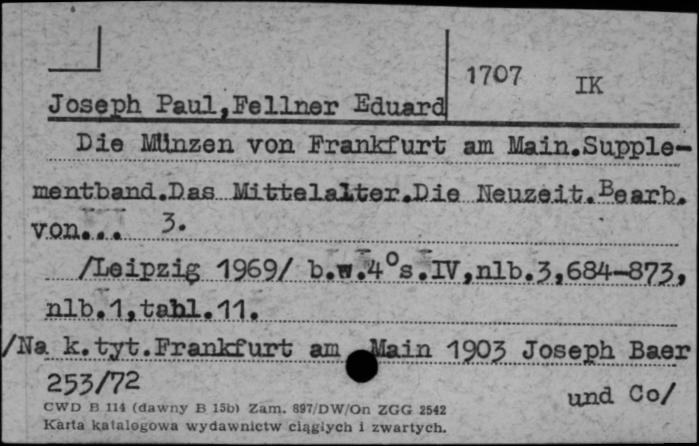 1707 IK
Joseph Paul,Fellner Eduard
Die Münzen von Frankfurt am Main.Supple-
mentband.Das Mittelalter.Die Neuzeit.Bearb.
von... 3.
/Leipzig 1969/ b.w.4°s.IV,nlb.3,684-873,
nlb.1,tabl.11.
/Na k.tyt.Frankfurt am Main 1903 Joseph Baer
253/72 und Co/
CWD B 114 (dawny B 15b) Zam. 897/DW/On ZGG 2542
Karta katalogowa wydawnictw ciągłych i zwartych.